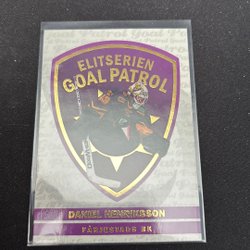 ELITSERIEN
GOAL PATROL
DANIEL HENRIKSSON
FÄRJESTADS BK